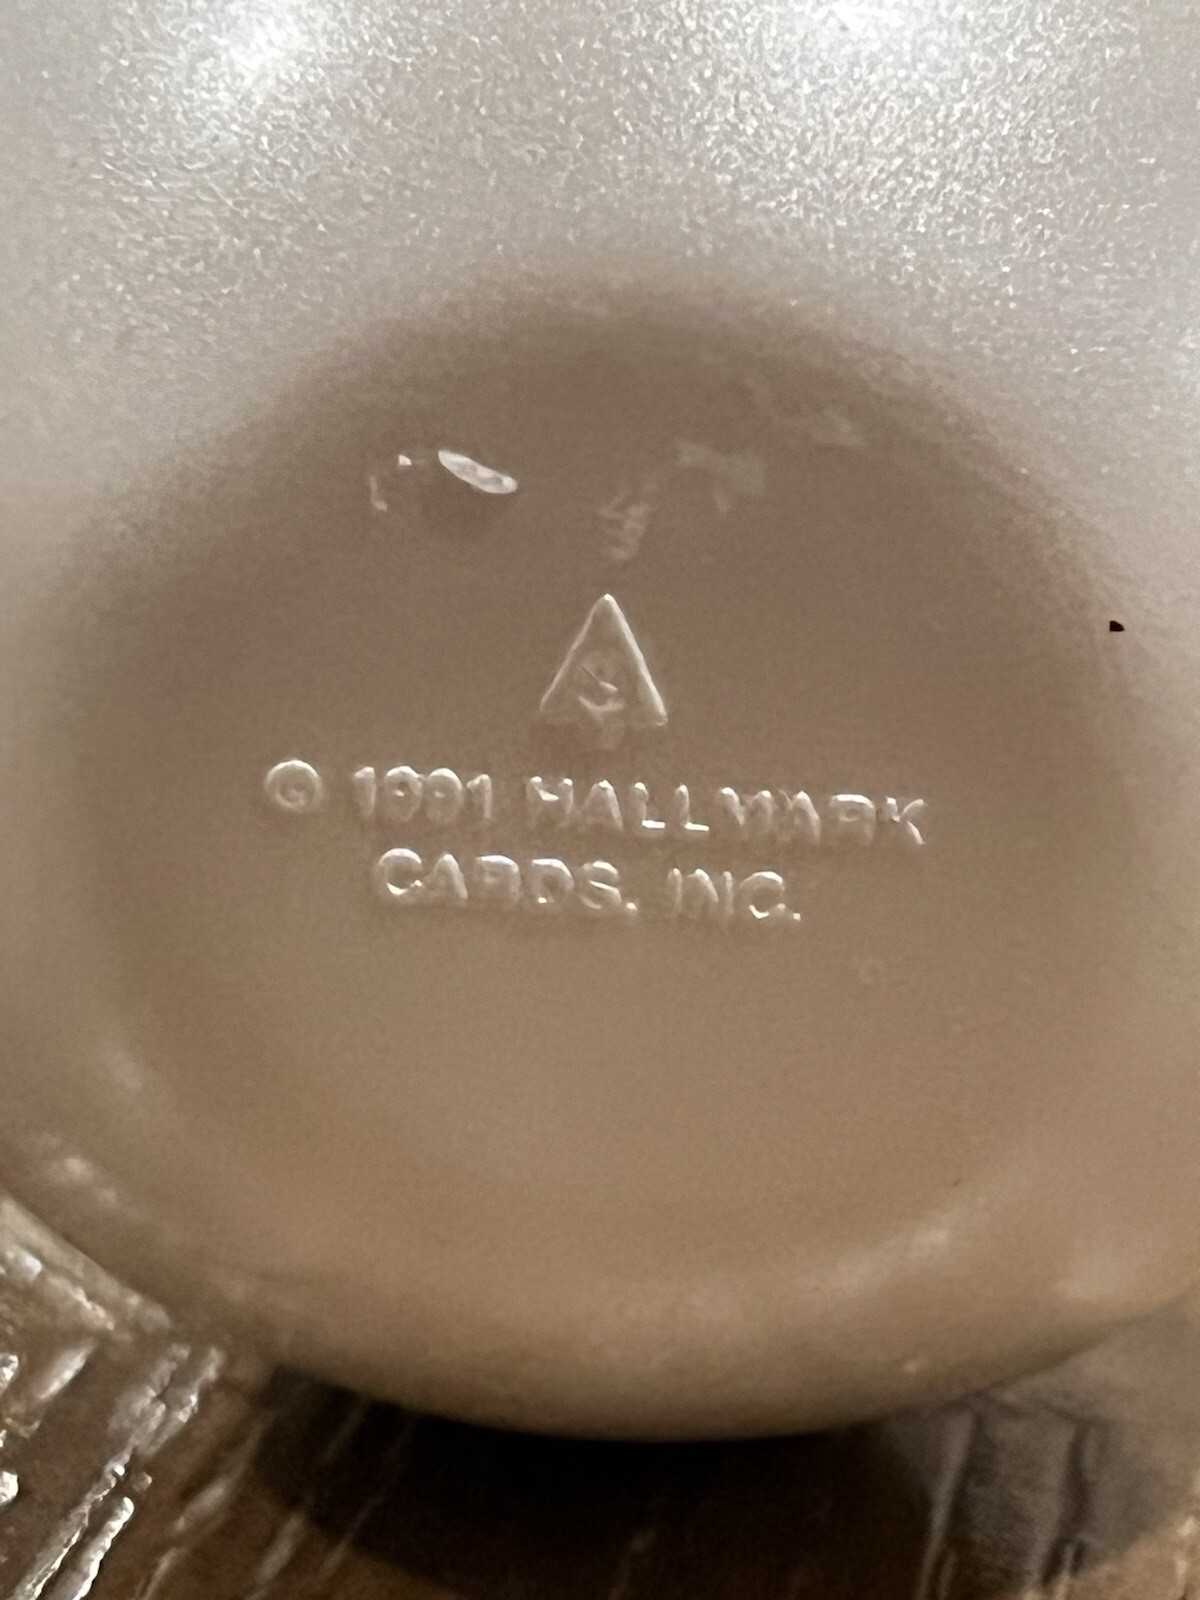 © 1991 HALLMARK
CARDS, INC.